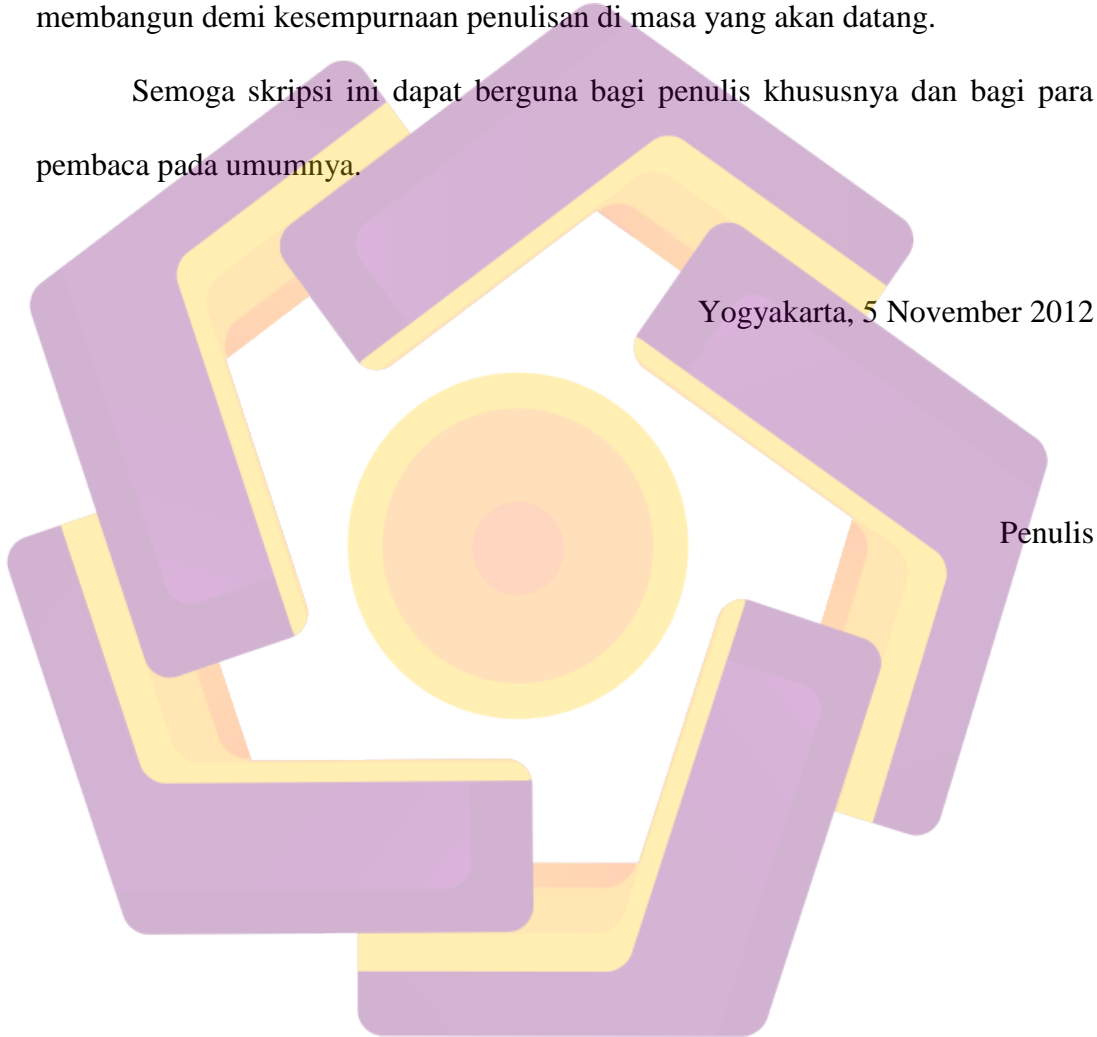 membangun demi kesempurnaan penulisan di masa yang akan datang.
Semoga skripsi ini dapat berguna bagi penulis khususnya dan bagi para
pembaca pada umumnya.
Yogyakarta, 5 November 2012
Penulis